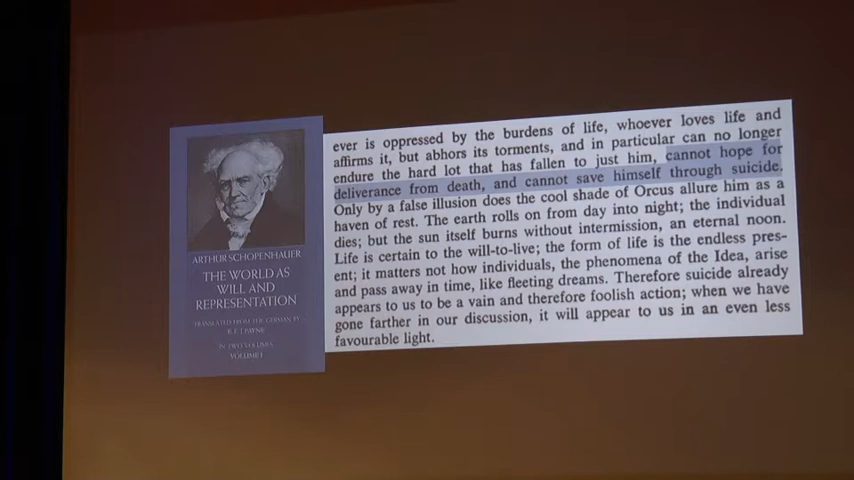 ARTHUR SCHOPENHAUER
THE WORLD AS
WILL AND
REPRESENTATION
TRANSLATED FROM THE GERMAN BY
E. F. J. PAYNE
IN TWO VOLUMES
VOLUME I
ever is oppressed by the burdens of life, whoever loves life and
affirms it, but abhors its torments, and in particular can no longer
endure the hard lot that has fallen to just him, cannot hope for
deliverance from death, and cannot save himself through suicide.
Only by a false illusion does the cool shade of Orcus allure him as a
haven of rest. The earth rolls on from day into night; the individual
dies; but the sun itself burns without intermission, an eternal noon.
Life is certain to the will-to-live; the form of life is the endless pres-
ent; it matters not how individuals, the phenomena of the Idea, arise
and pass away in time, like fleeting dreams. Therefore suicide already
appears to us to be a vain and therefore foolish action; when we have
gone farther in our discussion, it will appear to us in an even less
favourable light.